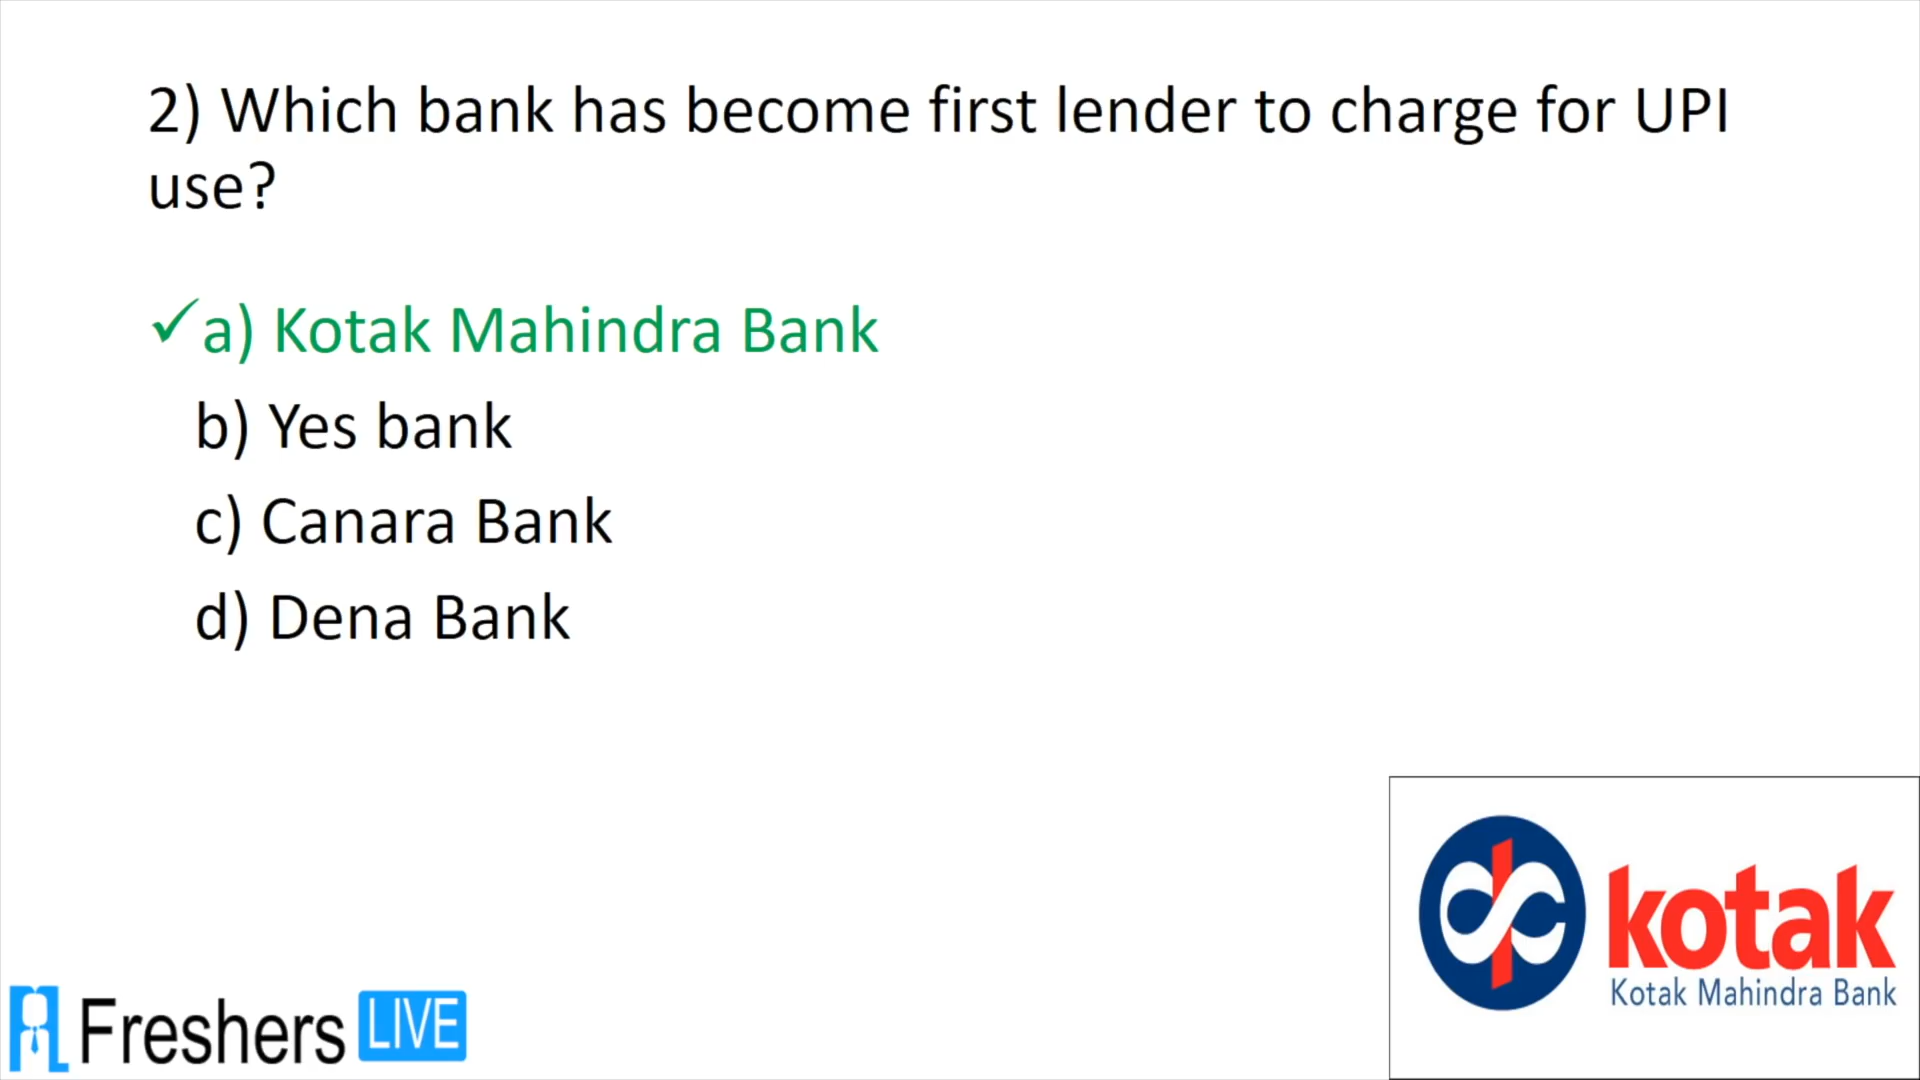 2) Which bank has become first lender to charge for UPI
use?
✓a) Kotak Mahindra Bank
b) Yes bank
c) Canara Bank
d) Dena Bank
kotak
Kotak Mahindra Bank
Freshers LIVE